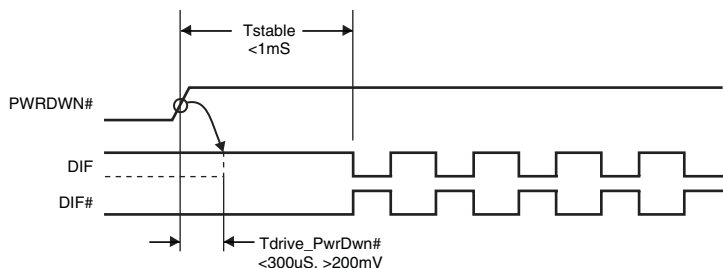 Tstable
<1mS
PWRDWN#
DIF
DIF#
Tdrive_PwrDwn#
<300uS, >200mV